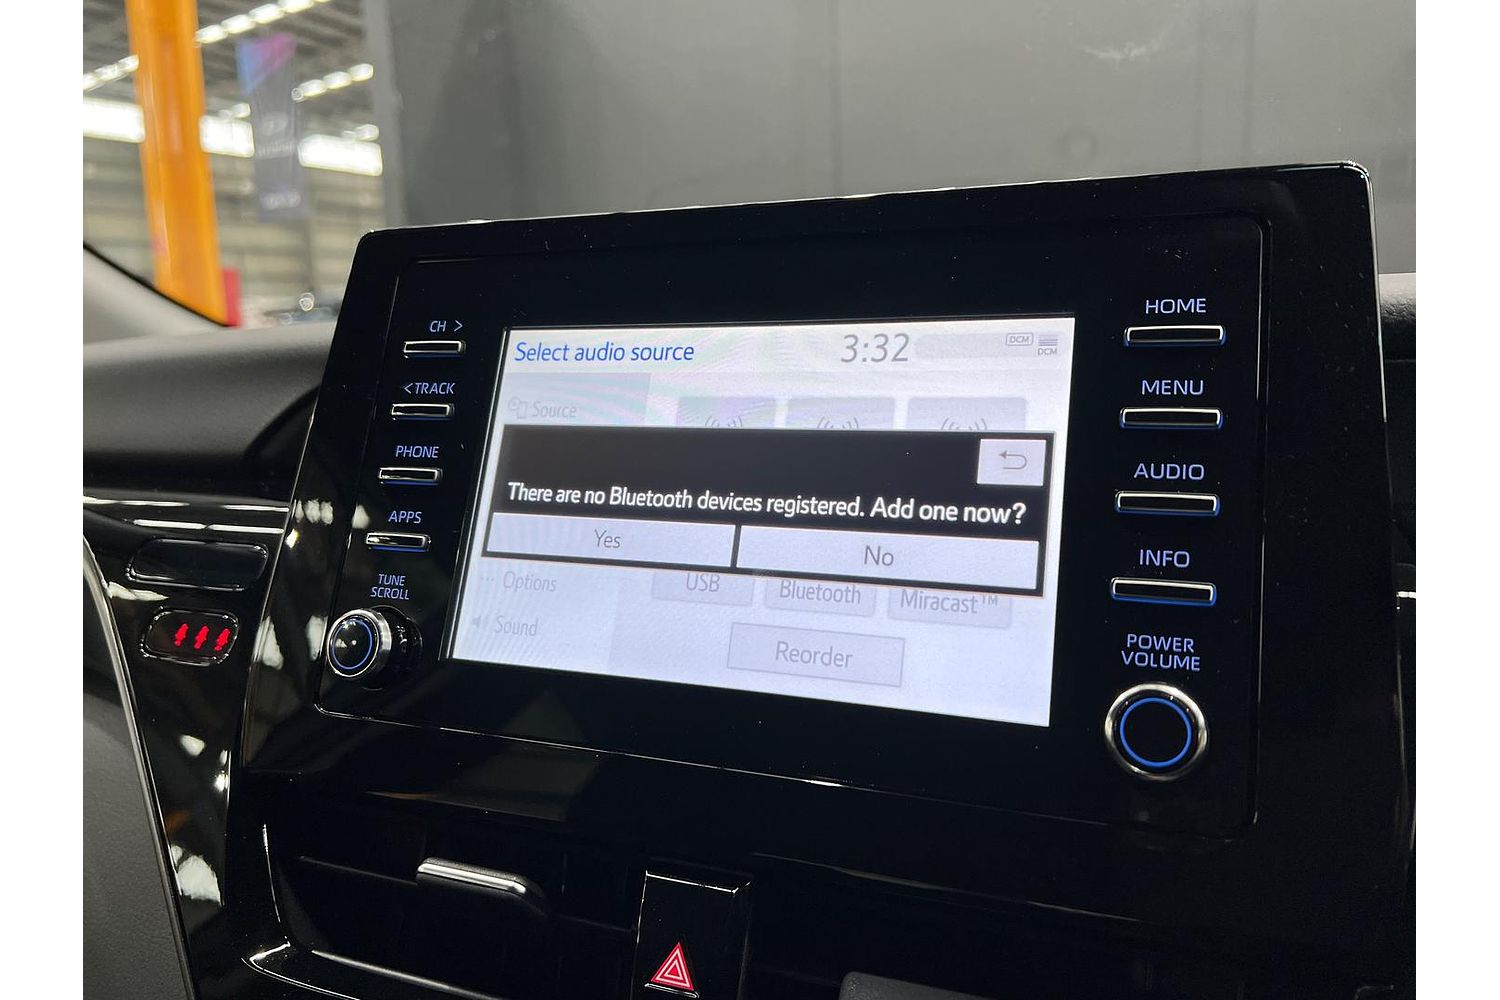 CH >
< TRACK
PHONE
APPS
TUNE
SCROLL
Select audio source
3:32
DCM
DCM
Source
There are no Bluetooth devices registered. Add one now?
Yes
No
Options
USB
Bluetooth
Miracast™
Sound
Reorder
HOME
MENU
AUDIO
INFO
POWER
VOLUME